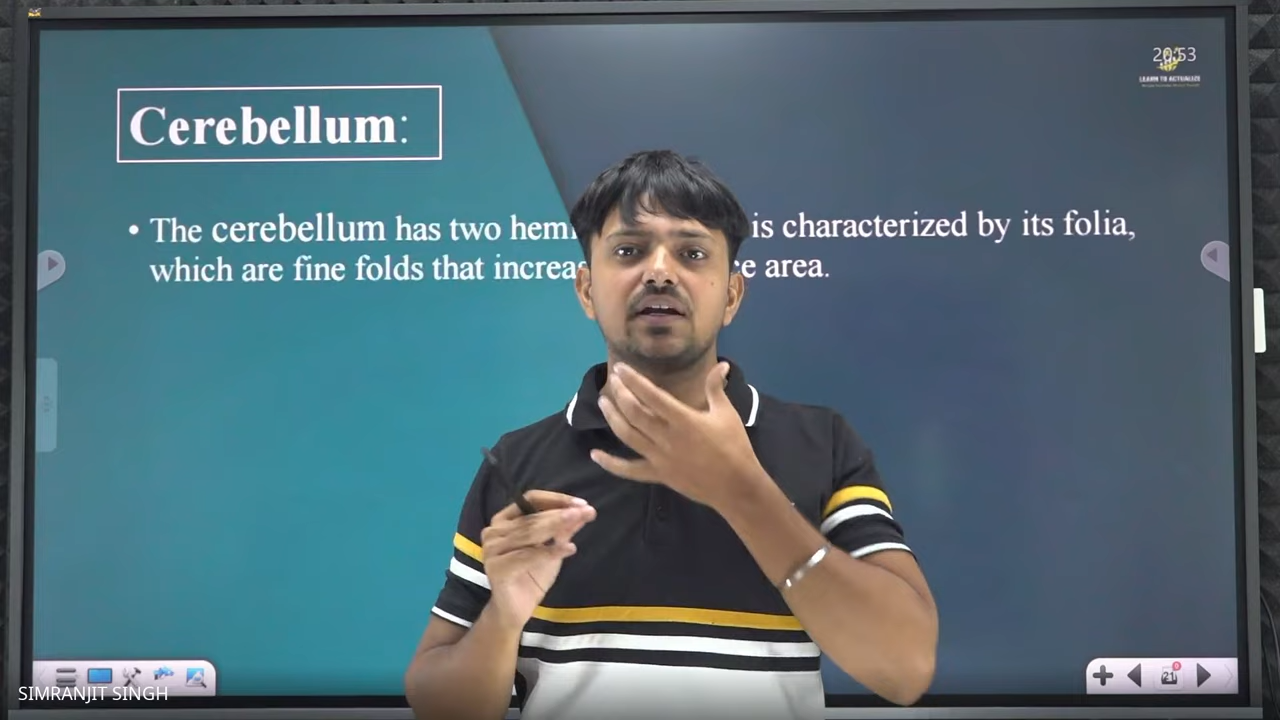 20:53
LEARN TO ACTUALIZE
Cerebellum:
• The cerebellum has two hemi is characterized by its folia,
which are fine folds that increas ce area.
21
SIMRANJIT SINGH